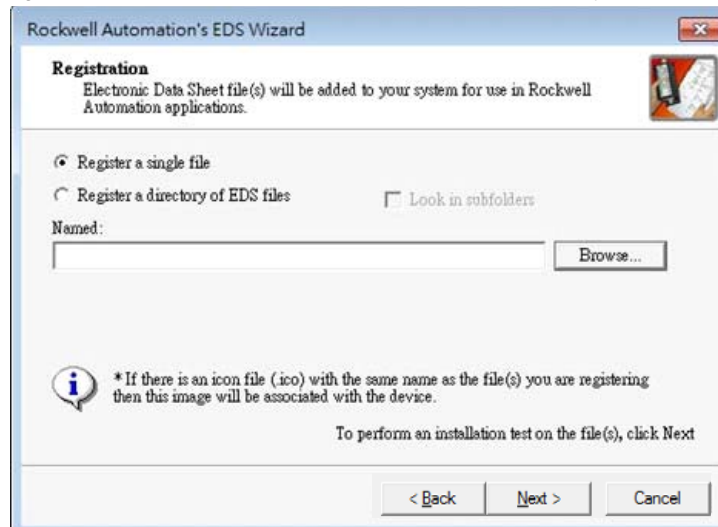 Rockwell Automation's EDS Wizard
Registration
Electronic Data Sheet file(s) will be added to your system for use in Rockwell
Automation applications.
Register a single file
Register a directory of EDS files
Look in subfolders
Named:
Browse...
*If there is an icon file (.ico) with the same name as the file(s) you are registering
then this image will be associated with the device.
To perform an installation test on the file(s), click Next
< Back
Next >
Cancel